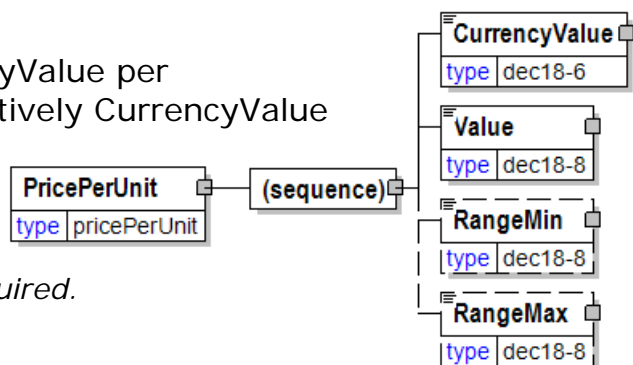 yValue per
tively CurrencyValue
uired.
PricePerUnit
type pricePerUnit
(sequence)
CurrencyValue
type dec18-6
Value
type dec18-8
RangeMin
type dec18-8
RangeMax
type dec18-8